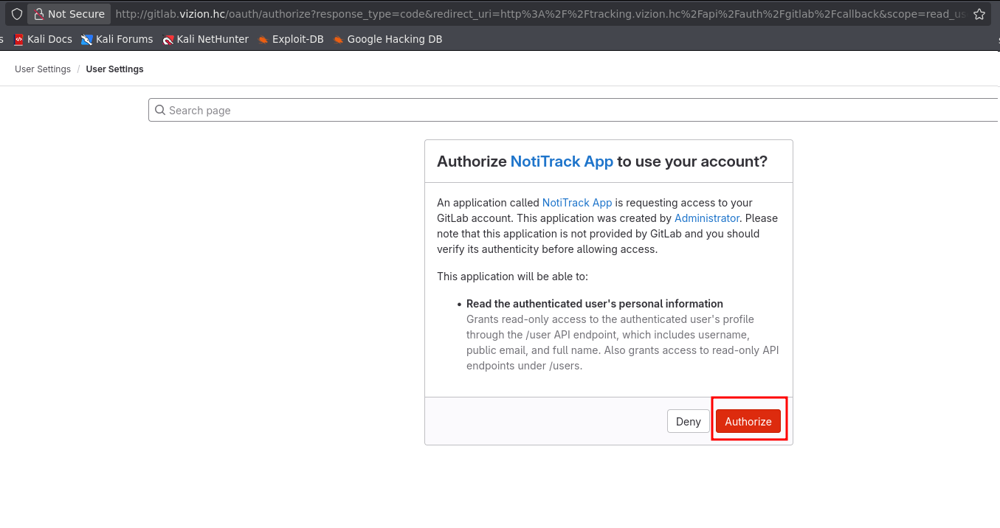 Not Secure http://gitlab.vizion.hc/oauth/authorize?response_type=code&redirect_uri=http%3A%2F%2Ftracking.vizion.hc%2Fapi%2Fauth%2Fgitlab%2Fcallback&scope=read_us
s Kali Docs Kali Forums Kali NetHunter Exploit-DB Google Hacking DB
User Settings / User Settings
Search page
Authorize NotiTrack App to use your account?
An application called NotiTrack App is requesting access to your
GitLab account. This application was created by Administrator. Please
note that this application is not provided by GitLab and you should
verify its authenticity before allowing access.
This application will be able to:
• Read the authenticated user's personal information
Grants read-only access to the authenticated user's profile
through the /user API endpoint, which includes username,
public email, and full name. Also grants access to read-only API
endpoints under /users.
Deny Authorize